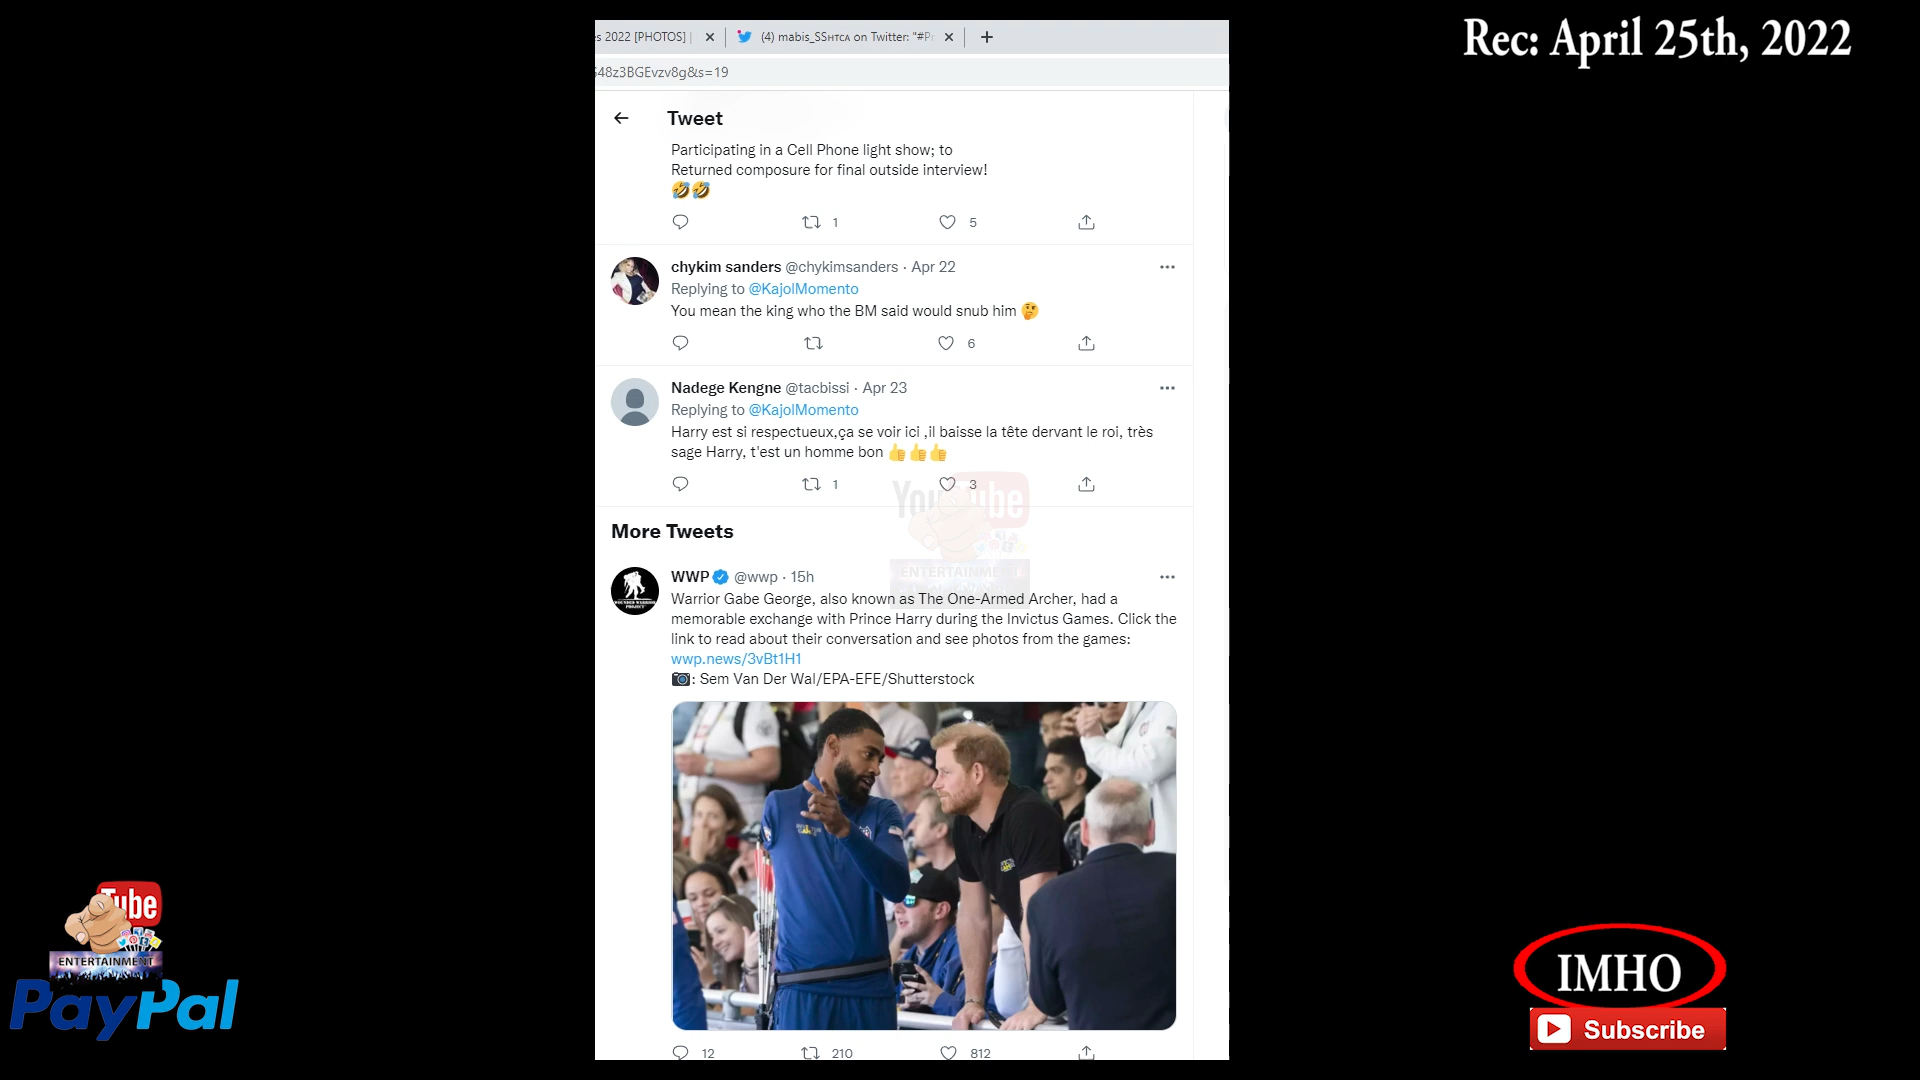 Rec: April 25th, 2022
s 2022 [PHOTOS] |
(4) mabis_SSHTCA on Twitter: "#Pr
48z3BGEvzv8g&s=19
Tweet
Participating in a Cell Phone light show; to
Returned composure for final outside interview!
🤣🤣
1
5
chykim sanders @chykimsanders · Apr 22
Replying to @KajolMomento
You mean the king who the BM said would snub him 🤔
6
Nadege Kengne @tacbissi · Apr 23
Replying to @KajolMomento
Harry est si respectueux,ça se voir ici ,il baisse la tête dervant le roi, très
sage Harry, t'est un homme bon 👍👍👍
1
3
YouTube
ENTERTAINMENT
More Tweets
WWP @wwp · 15h
Warrior Gabe George, also known as The One-Armed Archer, had a
memorable exchange with Prince Harry during the Invictus Games. Click the
link to read about their conversation and see photos from the games:
wwp.news/3vBt1H1
📷: Sem Van Der Wal/EPA-EFE/Shutterstock
12
210
812
Tube
ENTERTAINMENT
PayPal
IMHO
Subscribe